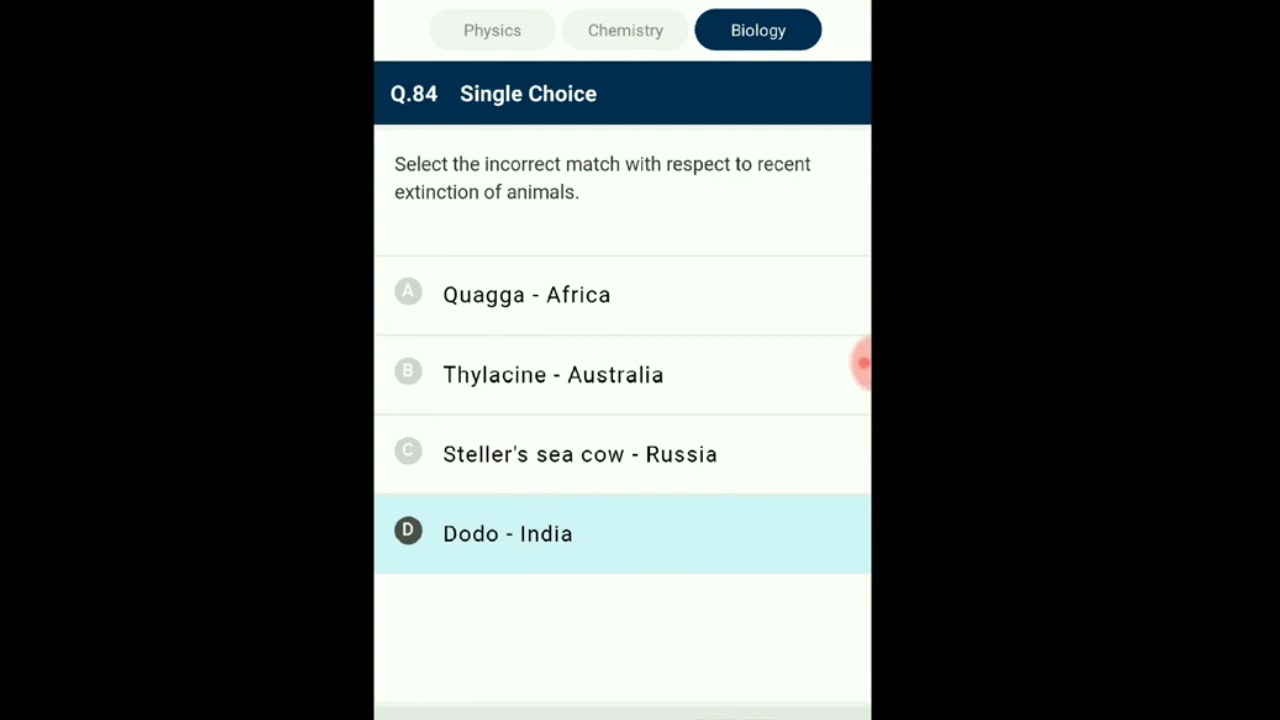 Physics Chemistry Biology
Q.84 Single Choice
Select the incorrect match with respect to recent
extinction of animals.
A Quagga - Africa
B Thylacine - Australia
C Steller's sea cow - Russia
D Dodo - India